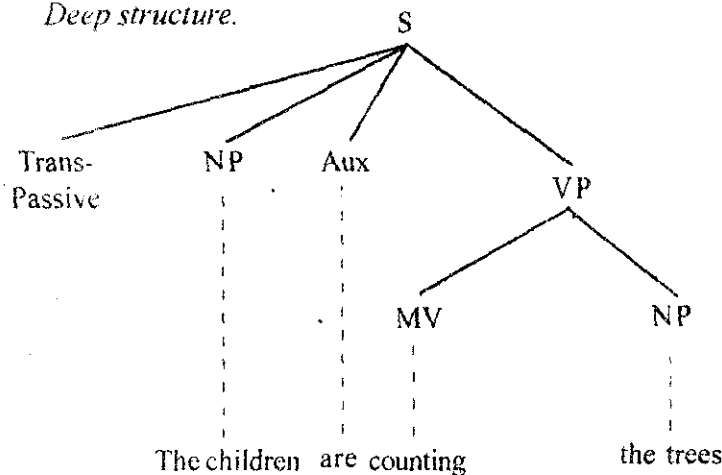 Deep structure.
S
Trans- NP Aux
Passive VP
MV NP
The children are counting the trees